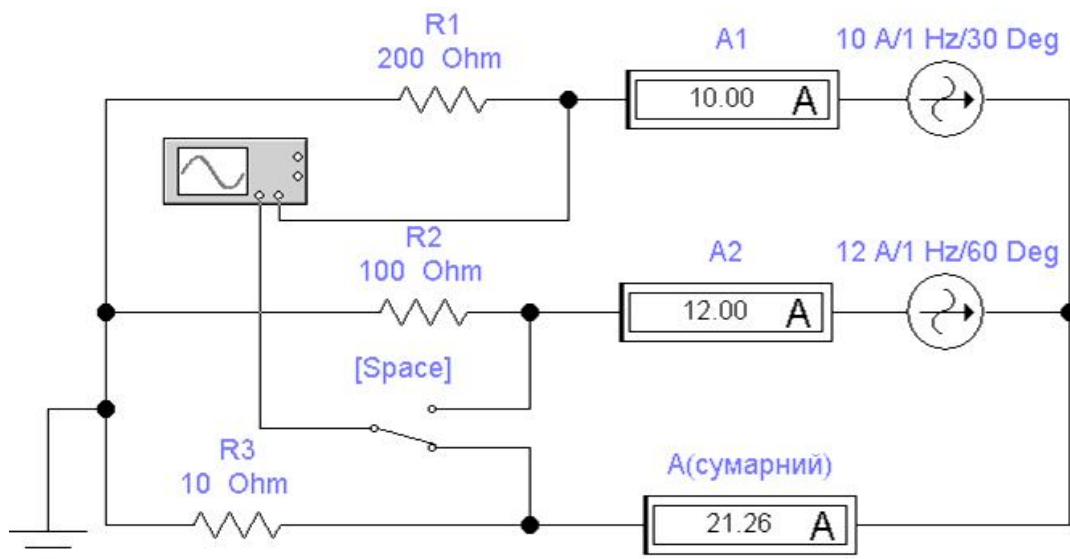 R1
200 Ohm
A1
10 A/1 Hz/30 Deg
10.00 A
R2
100 Ohm
A2
12 A/1 Hz/60 Deg
12.00 A
[Space]
R3
10 Ohm
А(сумарний)
21.26 A